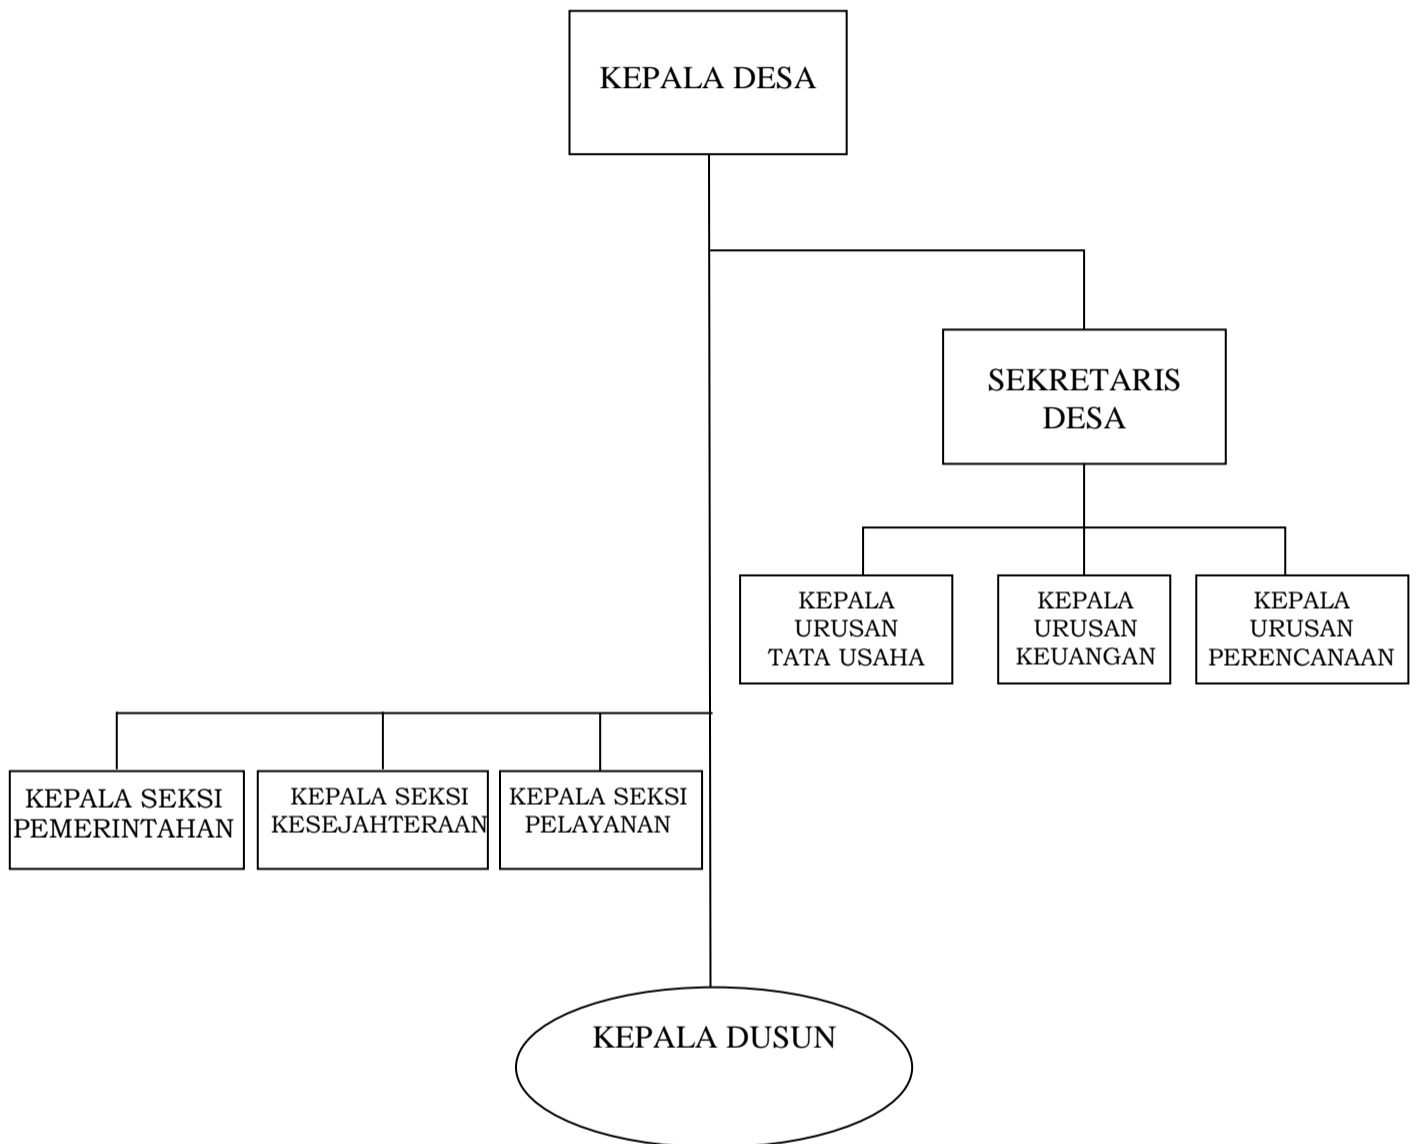 KEPALA DESA
SEKRETARIS
DESA
KEPALA
URUSAN
TATA USAHA
KEPALA
URUSAN
KEUANGAN
KEPALA
URUSAN
PERENCANAAN
KEPALA SEKSI
PEMERINTAHAN
KEPALA SEKSI
KESEJAHTERAAN
KEPALA SEKSI
PELAYANAN
KEPALA DUSUN